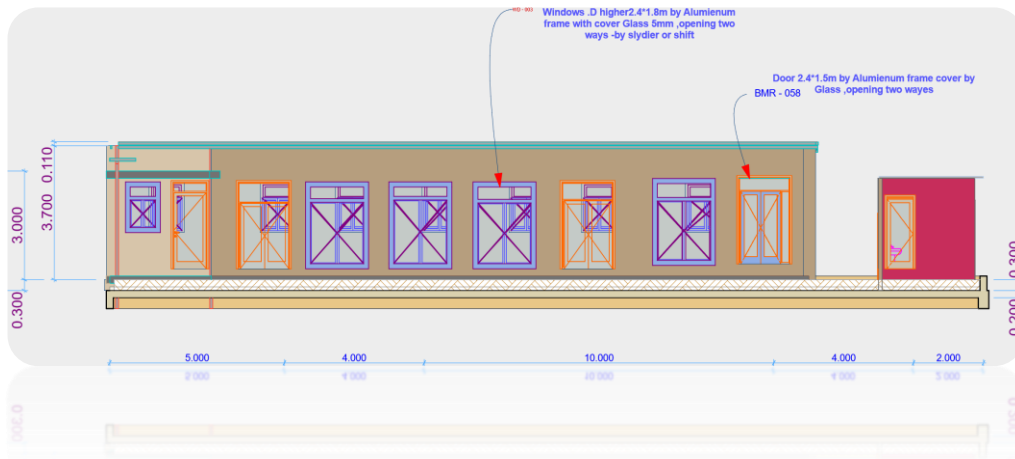 Windows .D higher2.4*1.8m by Alumienum
frame with cover Glass 5mm ,opening two
ways -by slydler or shift
Door 2.4*1.5m by Alumienum frame cover by
Glass ,opening two wayes
BMR - 058
0.110
3.700
3.000
0.300
0.300
0.200
5.000
4.000
10.000
4.000
2.000